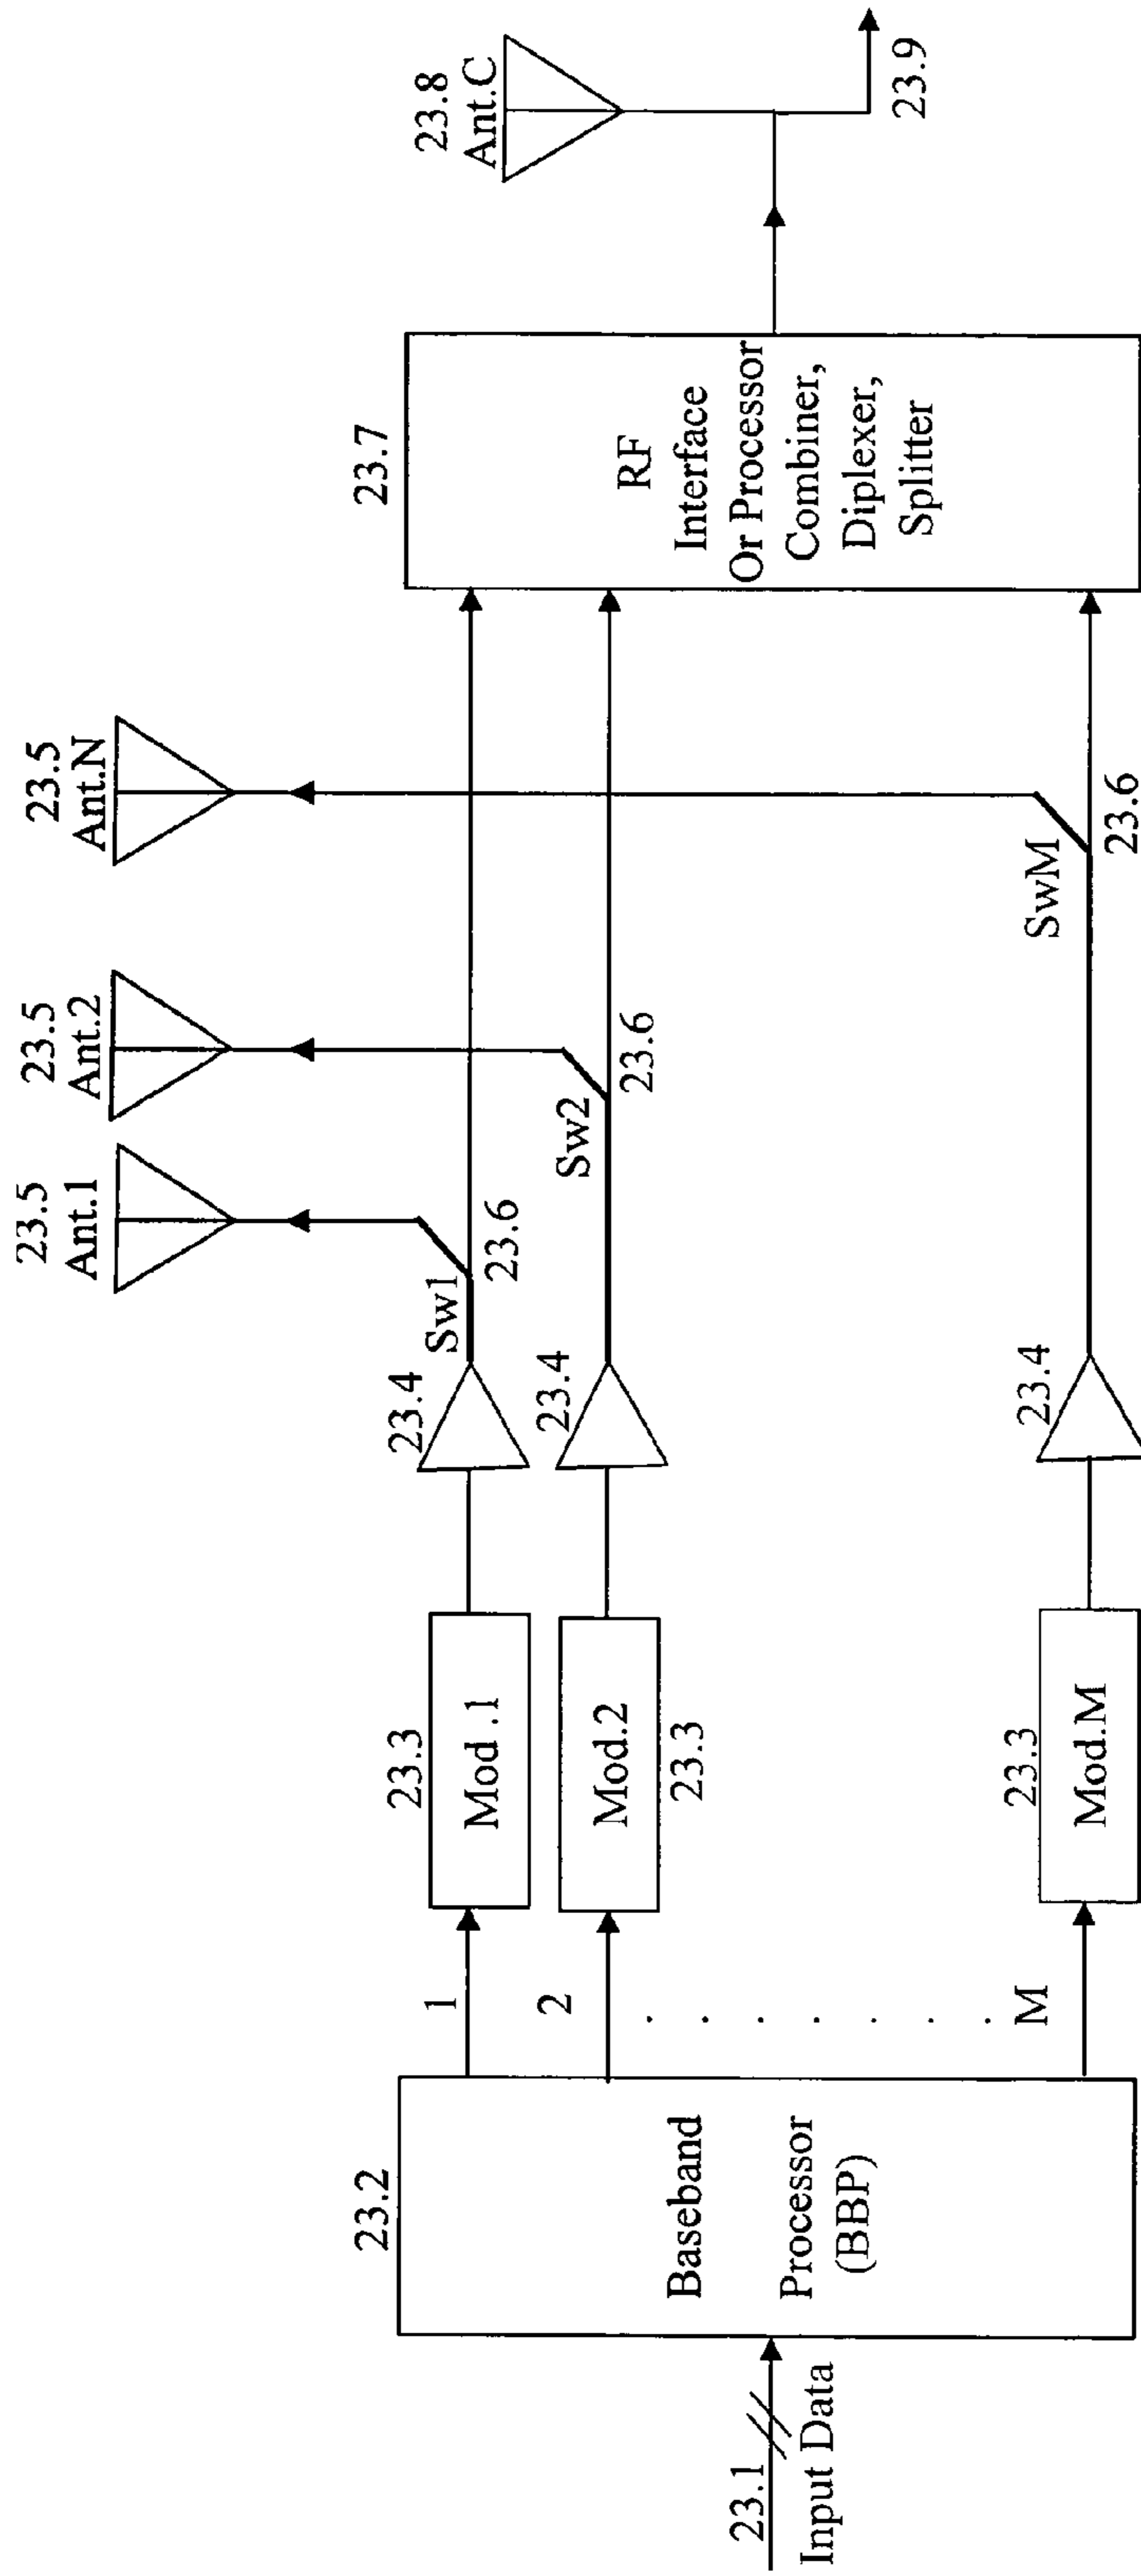 23.1
Input Data
23.2
Baseband
Processor
(BBP)
1
2
. . . . . . .
M
23.3
Mod .1
Mod.2
23.3
23.3
Mod.M
23.4
23.4
23.4
Sw1
23.6
Sw2
23.6
SwM
23.6
23.5
Ant.1
23.5
Ant.2
23.5
Ant.N
23.7
RF
Interface
Or Processor
Combiner,
Diplexer,
Splitter
23.8
Ant.C
23.9